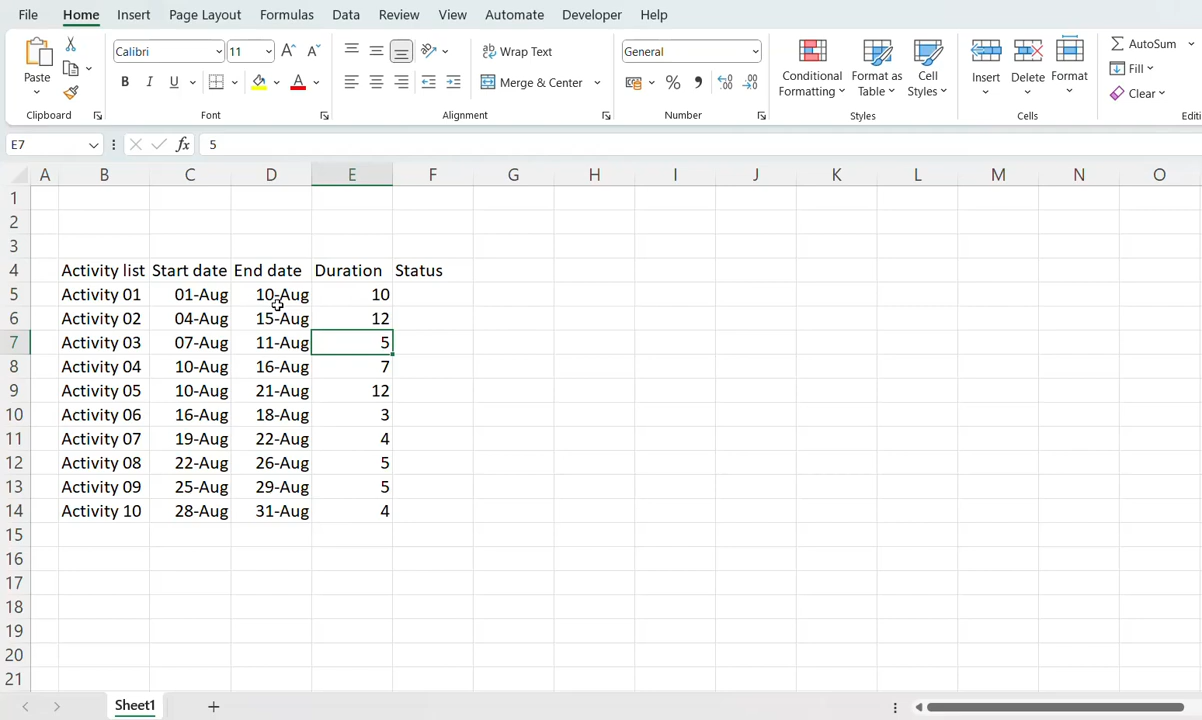 File Home Insert Page Layout Formulas Data Review View Automate Developer Help
Paste
Clipboard
Calibri 11
B I U A
Font
Wrap Text
Merge & Center
Alignment
General
%
Number
Conditional Formatting
Format as Table
Cell Styles
Styles
Insert Delete Format
Cells
AutoSum
Fill
Clear
Editi
E7 fx 5
A B C D E F G H I J K L M N O
1
2
3
4 Activity list Start date End date Duration Status
5 Activity 01 01-Aug 10-Aug 10
6 Activity 02 04-Aug 15-Aug 12
7 Activity 03 07-Aug 11-Aug 5
8 Activity 04 10-Aug 16-Aug 7
9 Activity 05 10-Aug 21-Aug 12
10 Activity 06 16-Aug 18-Aug 3
11 Activity 07 19-Aug 22-Aug 4
12 Activity 08 22-Aug 26-Aug 5
13 Activity 09 25-Aug 29-Aug 5
14 Activity 10 28-Aug 31-Aug 4
15
16
17
18
19
20
21
Sheet1